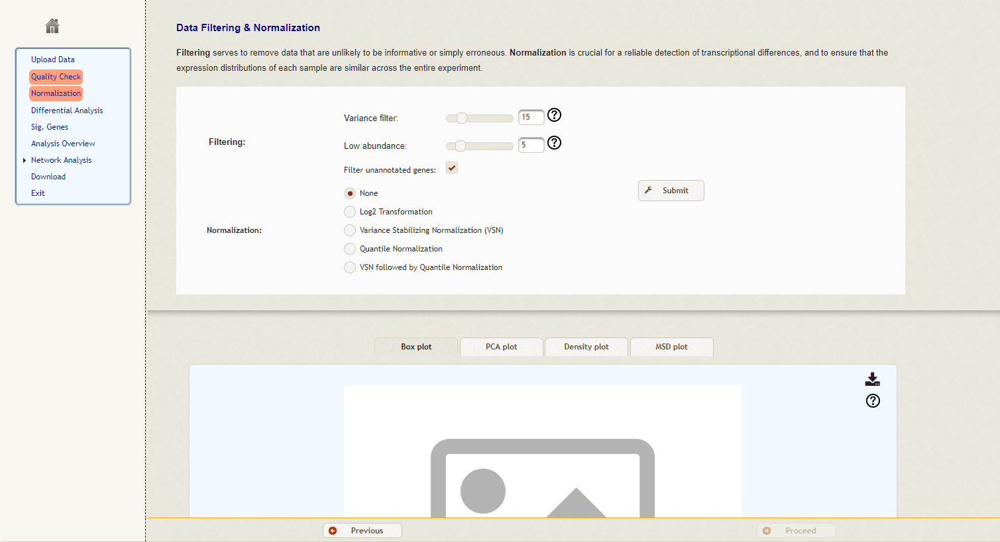 Upload Data
Quality Check
Normalization
Differential Analysis
Sig. Genes
Analysis Overview
Network Analysis
Download
Exit
Data Filtering & Normalization
Filtering serves to remove data that are unlikely to be informative or simply erroneous. Normalization is crucial for a reliable detection of transcriptional differences, and to ensure that the
expression distributions of each sample are similar across the entire experiment.
Filtering:
Variance filter: 15
Low abundance: 5
Filter unannotated genes:
Normalization:
None
Log2 Transformation
Variance Stabilizing Normalization (VSN)
Quantile Normalization
VSN followed by Quantile Normalization
Submit
Box plot PCA plot Density plot MSD plot
Previous Proceed